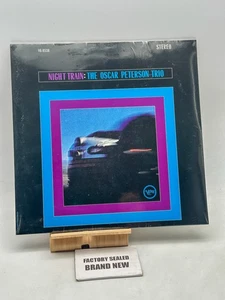 STEREO
NIGHT TRAIN: THE OSCAR PETERSON TRIO
Verve
FACTORY SEALED
BRAND NEW